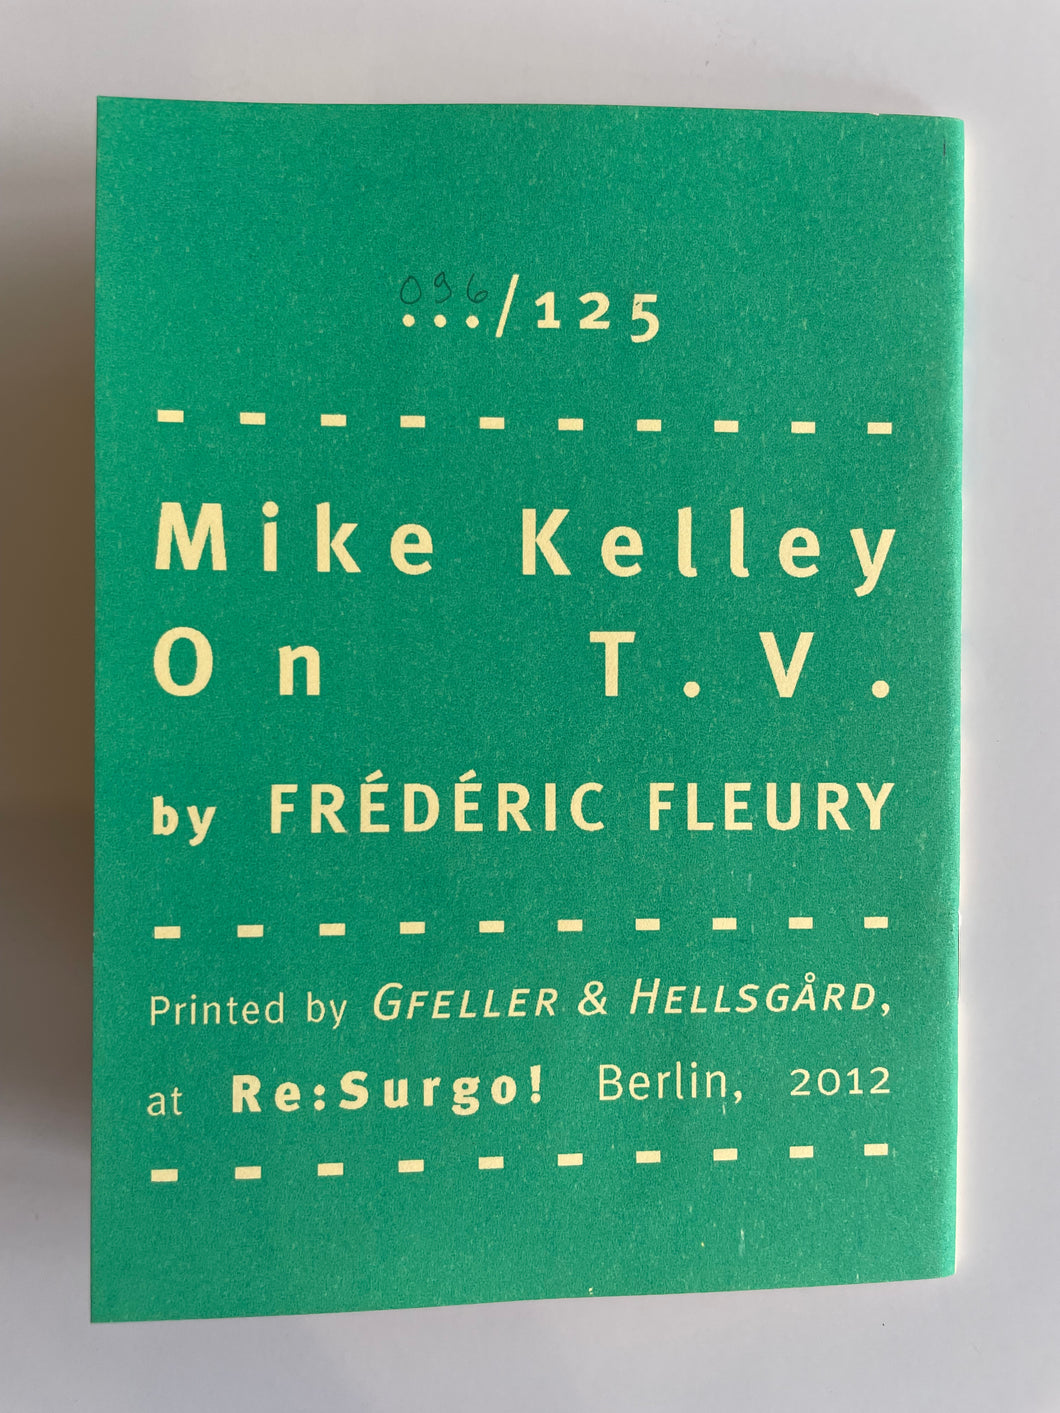 096
.../125
Mike Kelley
On T.V.
by FRÉDÉRIC FLEURY
Printed by GFELLER & HELLSGÅRD,
at Re:Surgo! Berlin, 2012